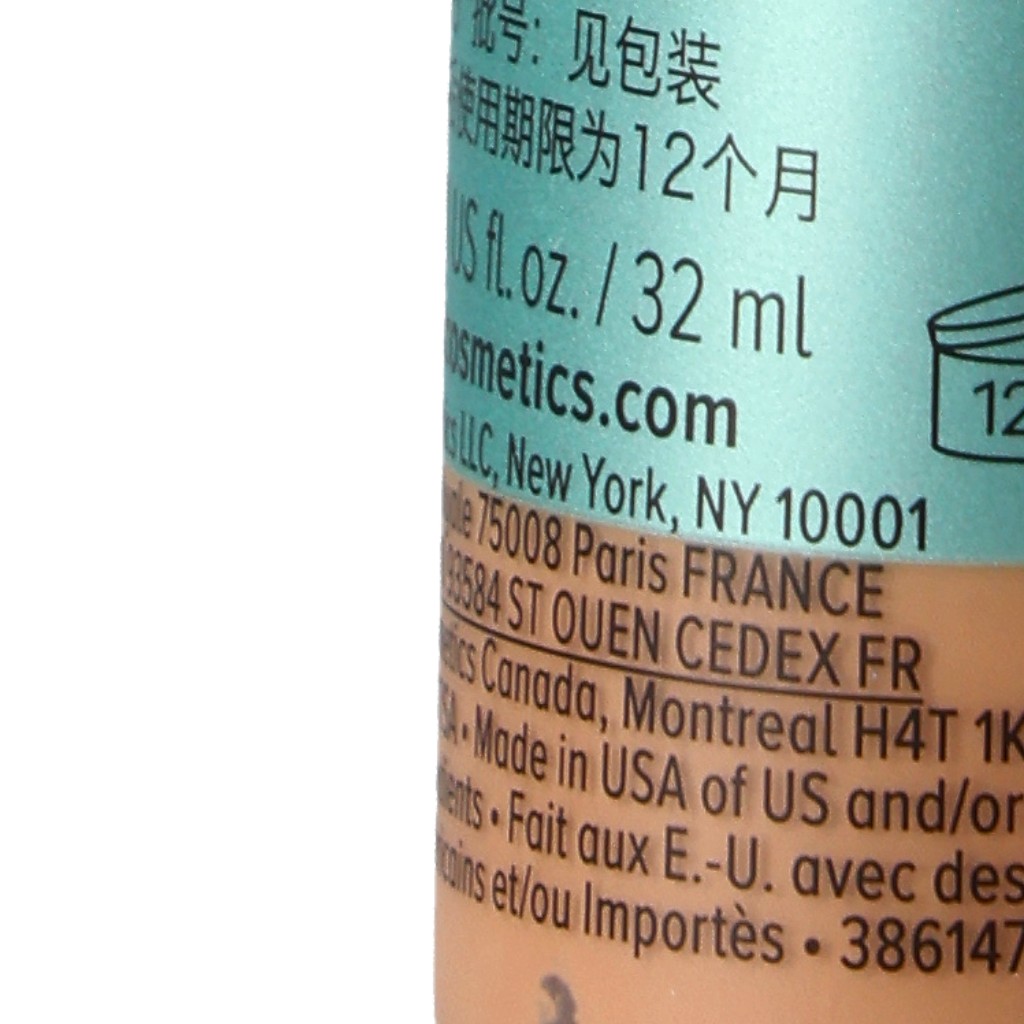 批号: 见包装
使用期限为12个月
US fl. oz. / 32 ml
osmetics.com
LLC, New York, NY 10001
75008 Paris FRANCE
93584 ST OUEN CEDEX FR
Canada, Montreal H4T 1K
12
• Made in USA of US and/or
• Fait aux E.-U. avec des
et/ou Importès • 386147